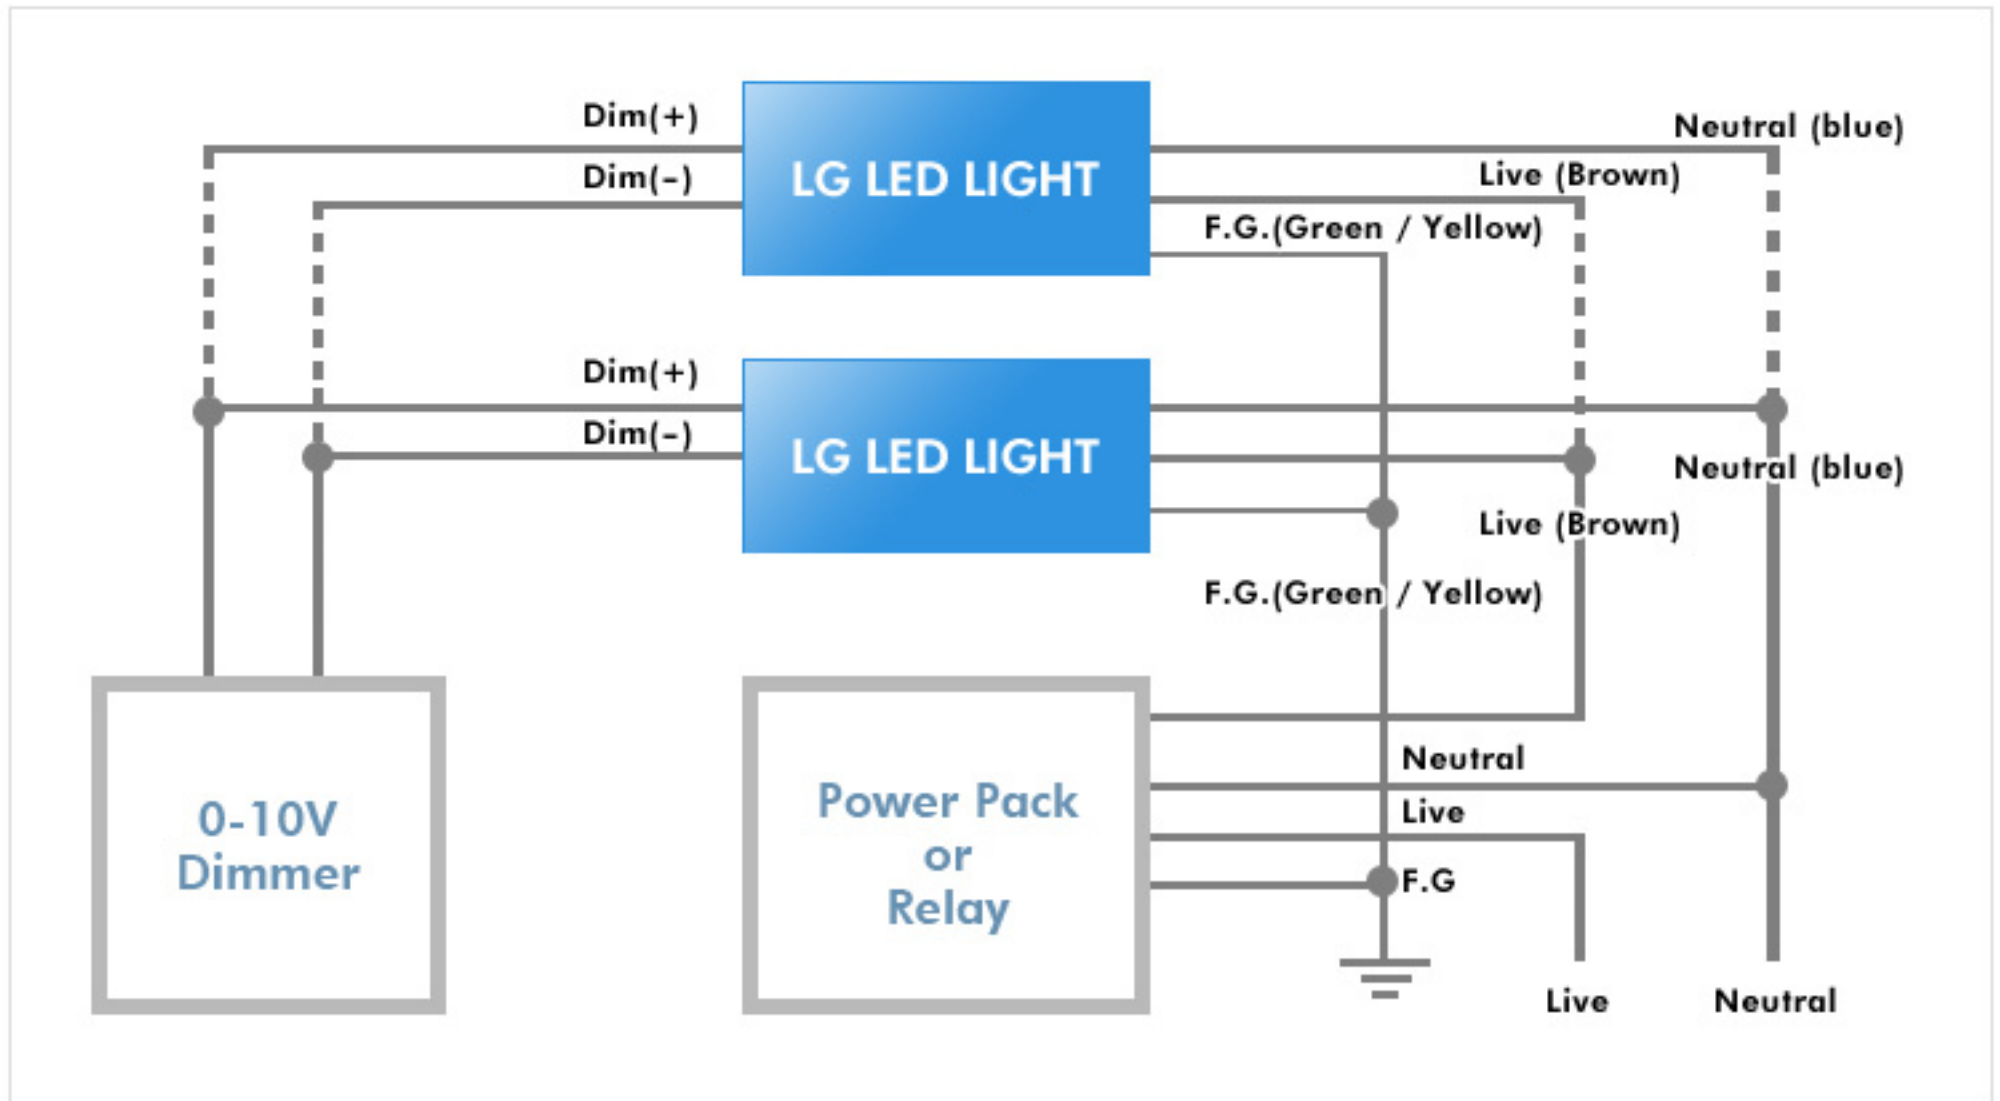 Dim(+)
Neutral (blue)
Dim(-)
LG LED LIGHT
Live (Brown)
F.G.(Green / Yellow)
Dim(+)
Dim(-)
LG LED LIGHT
Neutral (blue)
Live (Brown)
F.G.(Green / Yellow)
0-10V
Dimmer
Power Pack
or
Relay
Neutral
Live
F.G
Live
Neutral